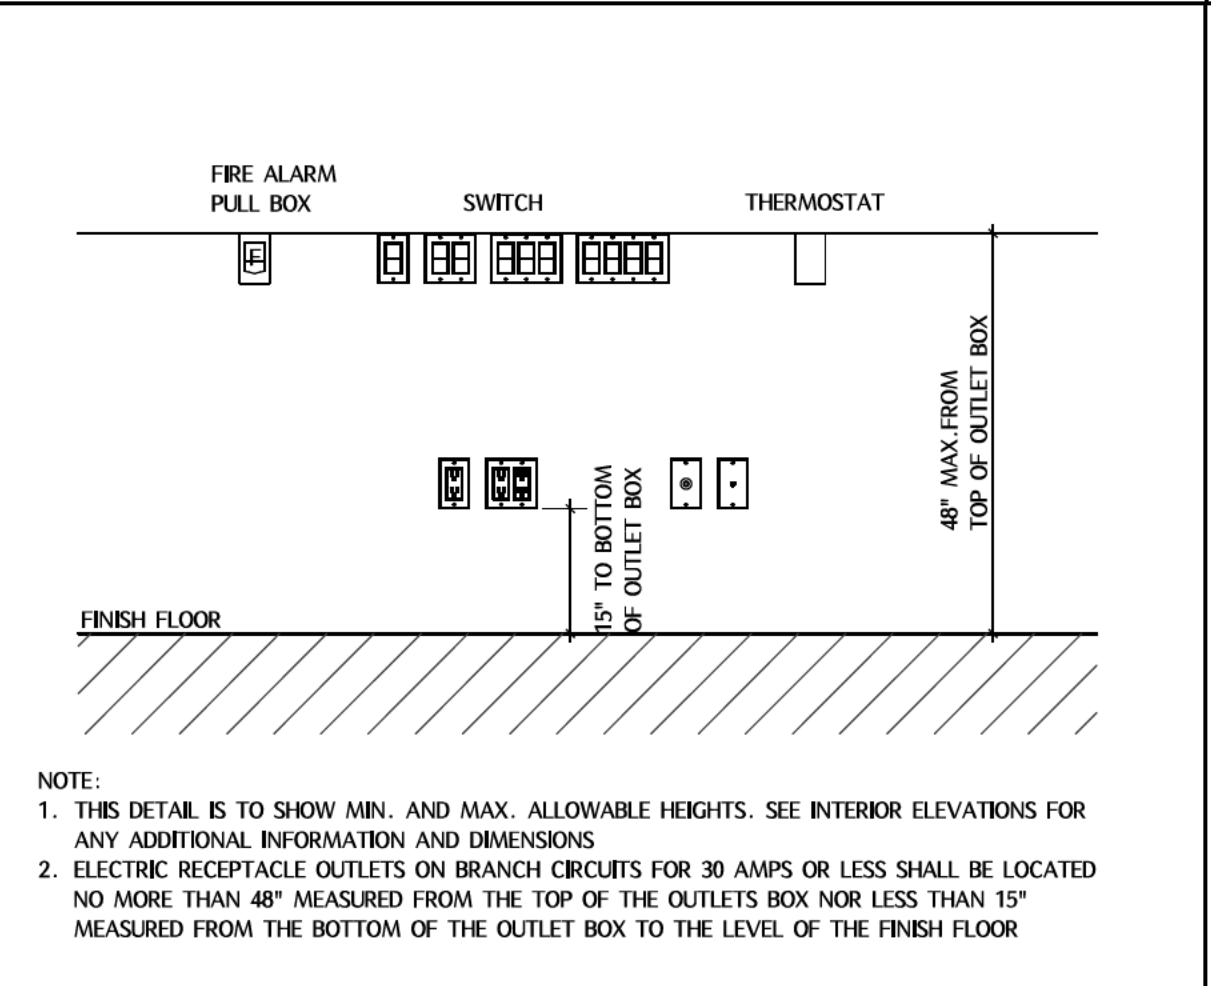 FIRE ALARM
PULL BOX
SWITCH
THERMOSTAT
F
48" MAX.FROM
TOP OF OUTLET BOX
15" TO BOTTOM
OF OUTLET BOX
FINISH FLOOR
NOTE:
1. THIS DETAIL IS TO SHOW MIN. AND MAX. ALLOWABLE HEIGHTS. SEE INTERIOR ELEVATIONS FOR
ANY ADDITIONAL INFORMATION AND DIMENSIONS
2. ELECTRIC RECEPTACLE OUTLETS ON BRANCH CIRCUITS FOR 30 AMPS OR LESS SHALL BE LOCATED
NO MORE THAN 48" MEASURED FROM THE TOP OF THE OUTLETS BOX NOR LESS THAN 15"
MEASURED FROM THE BOTTOM OF THE OUTLET BOX TO THE LEVEL OF THE FINISH FLOOR